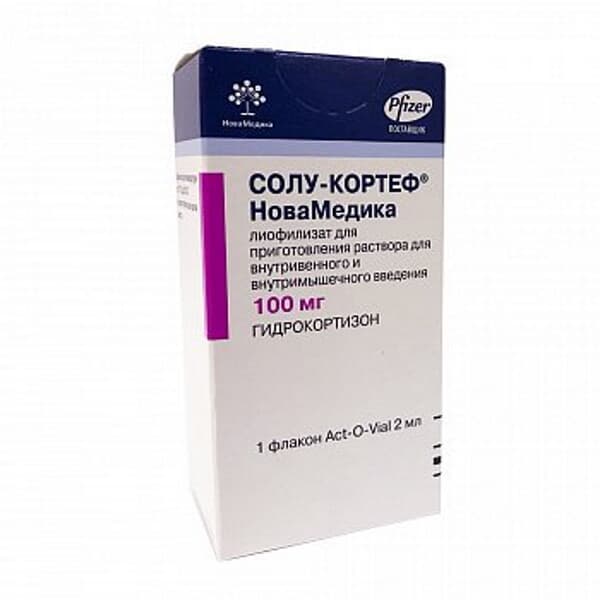 НоваМедика
Pfizer
ПОСТАВЩИК
СОЛУ-КОРТЕФ®
НоваМедика
лиофилизат для
приготовления раствора для
внутривенного и
внутримышечного введения
100 мг
ГИДРОКОРТИЗОН
1 флакон Act-O-Vial 2 мл